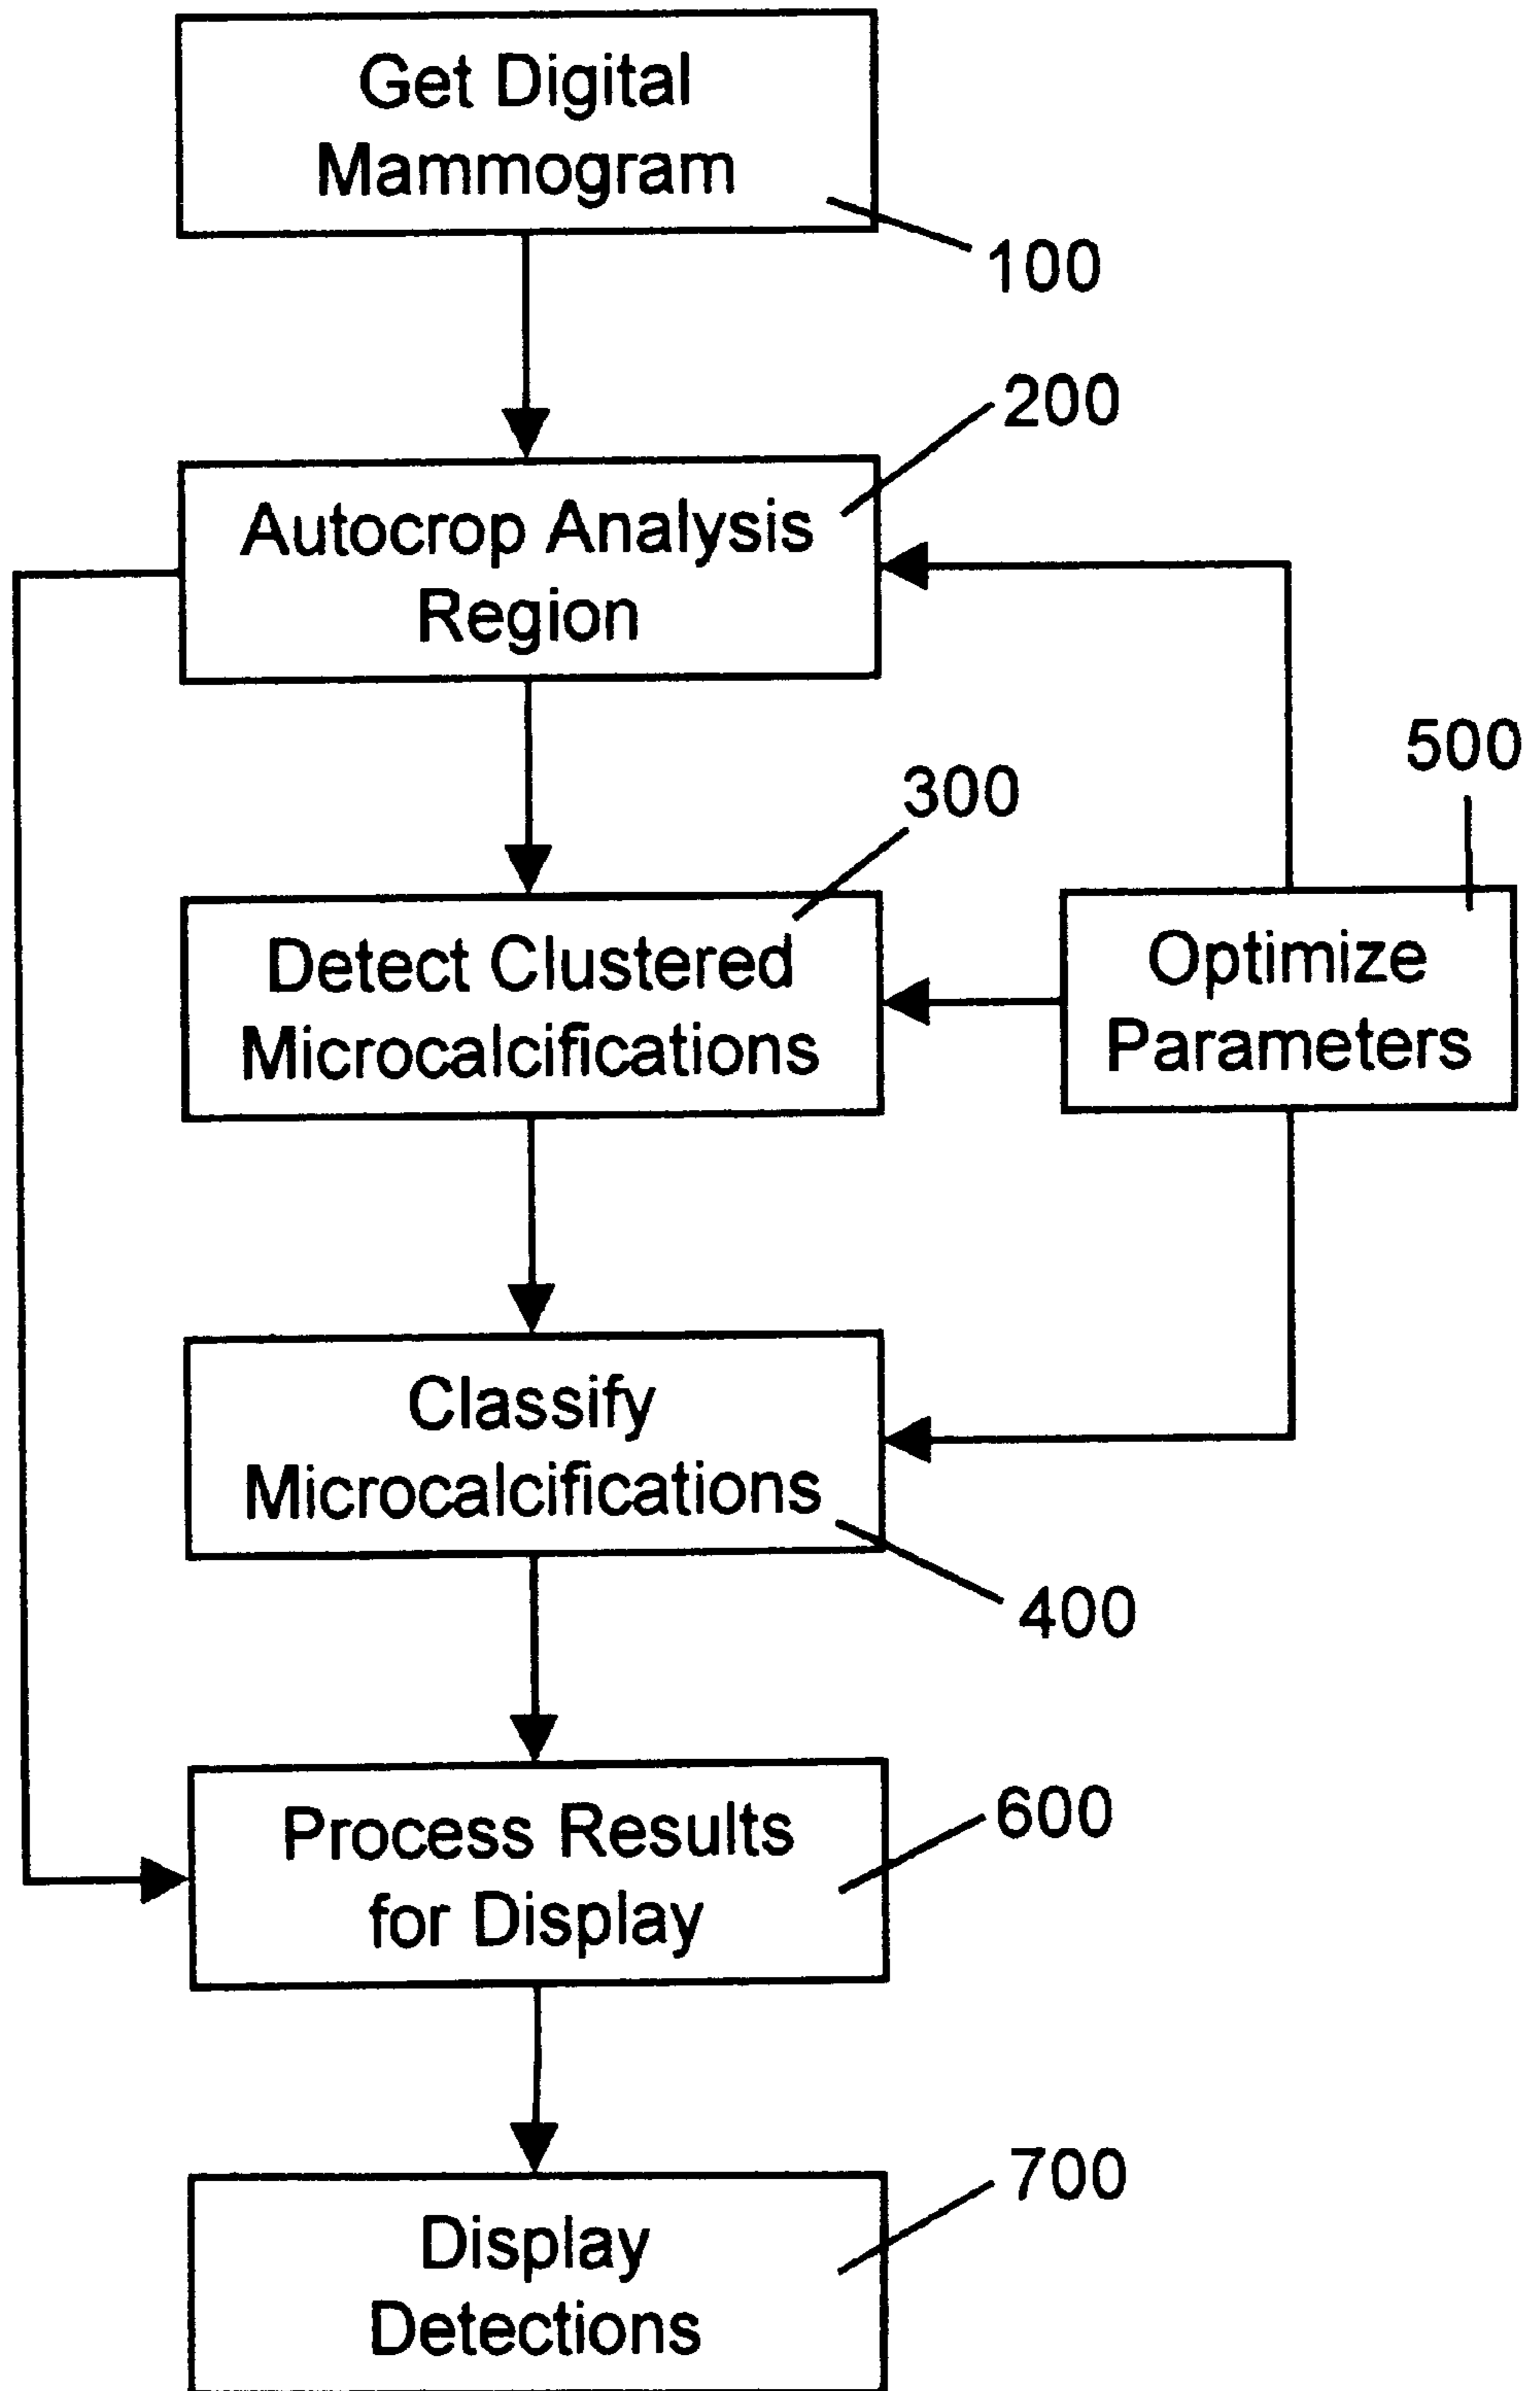 Get Digital
Mammogram
100
200
Autocrop Analysis
Region
500
300
Detect Clustered
Microcalcifications
Optimize
Parameters
Classify
Microcalcifications
400
Process Results
for Display
600
700
Display
Detections